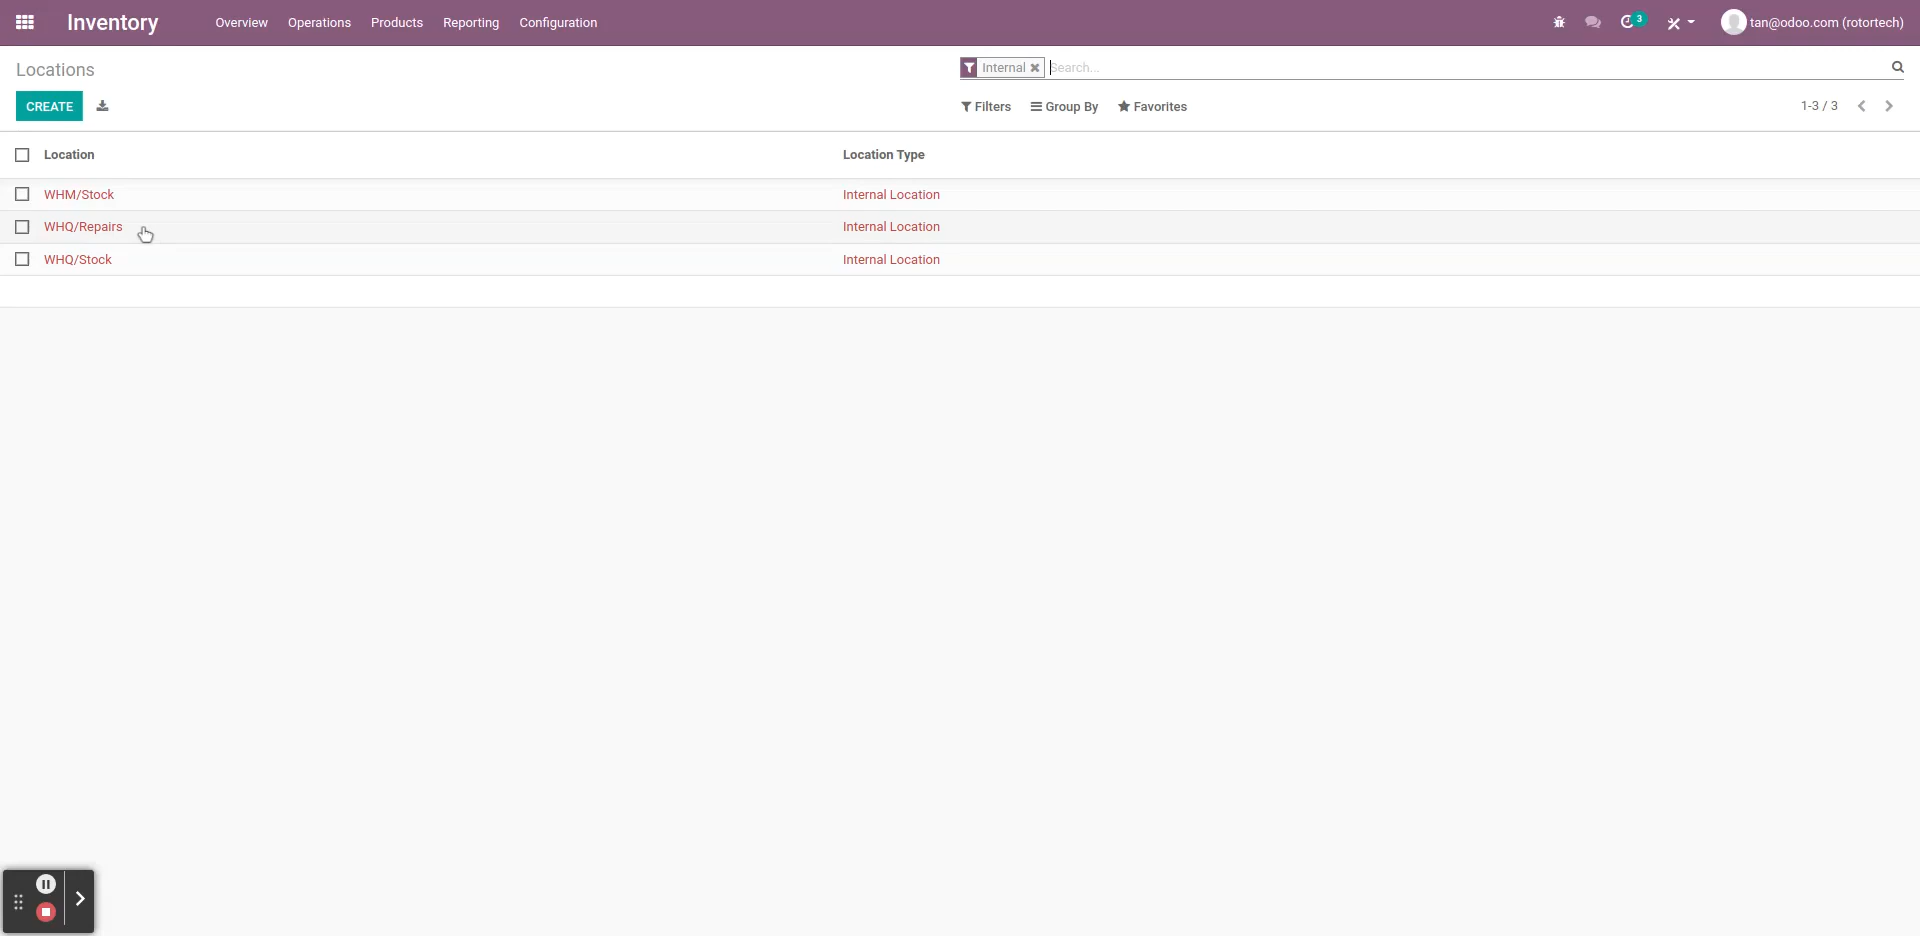 Inventory Overview Operations Products Reporting Configuration 3 tan@odoo.com (rotortech)
Locations Internal Search...
CREATE Filters Group By Favorites 1-3 / 3
Location Location Type
WHM/Stock Internal Location
WHQ/Repairs Internal Location
WHQ/Stock Internal Location